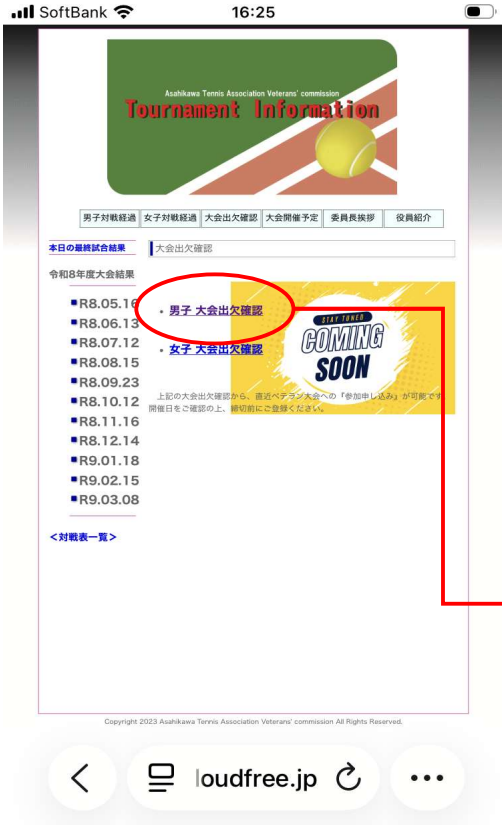 SoftBank 16:25
Asahikawa Tennis Association Veterans' commission
Tournament Information
男子対戦経過 女子対戦経過 大会出欠確認 大会開催予定 委員長挨拶 役員紹介
本日の最終試合結果
大会出欠確認
令和8年度大会結果
R8.05.16
R8.06.13
R8.07.12
R8.08.15
R8.09.23
R8.10.12
R8.11.16
R8.12.14
R9.01.18
R9.02.15
R9.03.08
<対戦表一覧>
男子 大会出欠確認
女子 大会出欠確認
STAY TUNED
COMING
SOON
上記の大会出欠確認から、直近ベテラン大会への「参加申し込み」が可能です
開催日をご確認の上、締切前にご登録ください。
Copyright 2023 Asahikawa Tennis Association Veterans' commission All Rights Reserved.
loudfree.jp